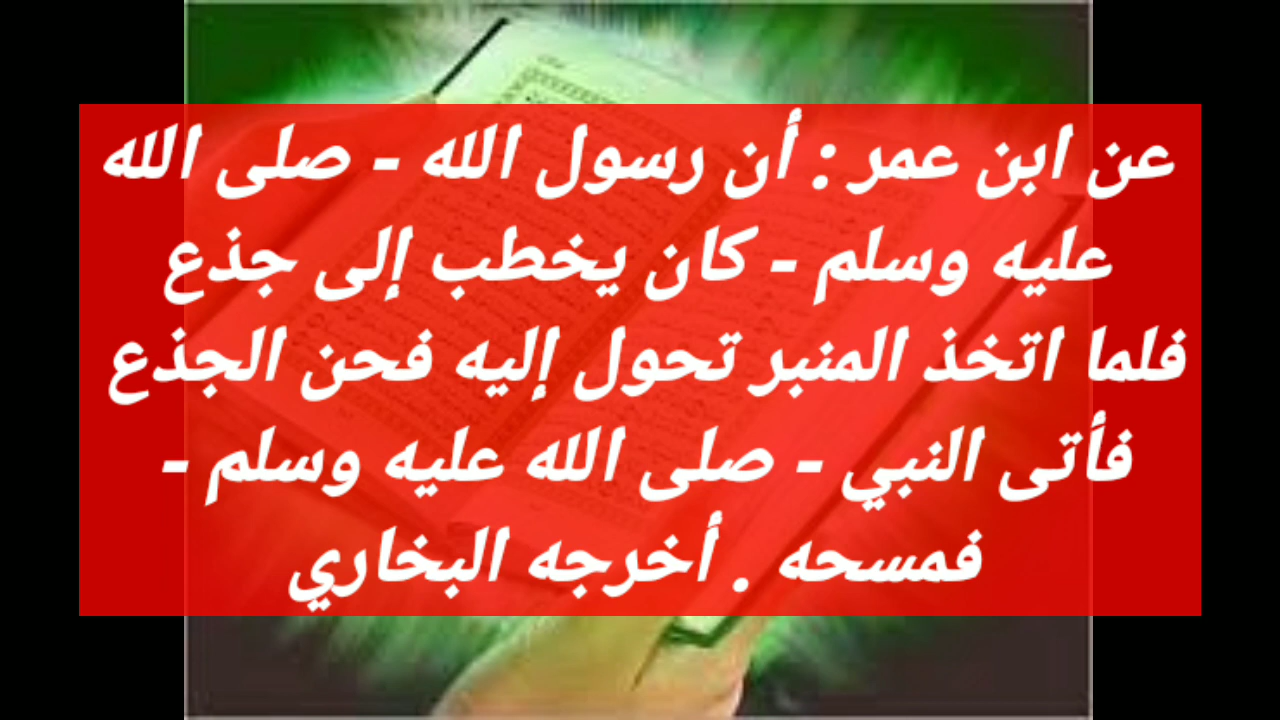 عن ابن عمر : أن رسول الله - صلى الله
عليه وسلم - كان يخطب إلى جذع
فلما اتخذ المنبر تحول إليه فحن الجذع
فأتى النبي - صلى الله عليه وسلم -
فمسحه . أخرجه البخاري